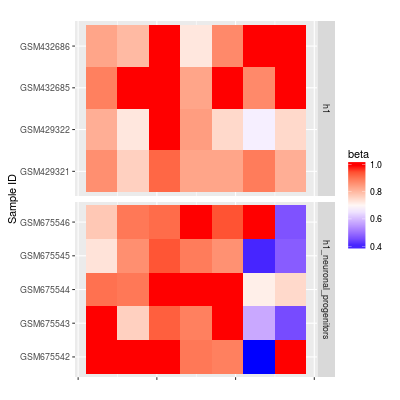 GSM432686
GSM432685
GSM429322
GSM429321
h1
GSM675546
GSM675545
GSM675544
GSM675543
GSM675542
h1_neuronal_progenitors
Sample ID
beta
1.0
0.8
0.6
0.4